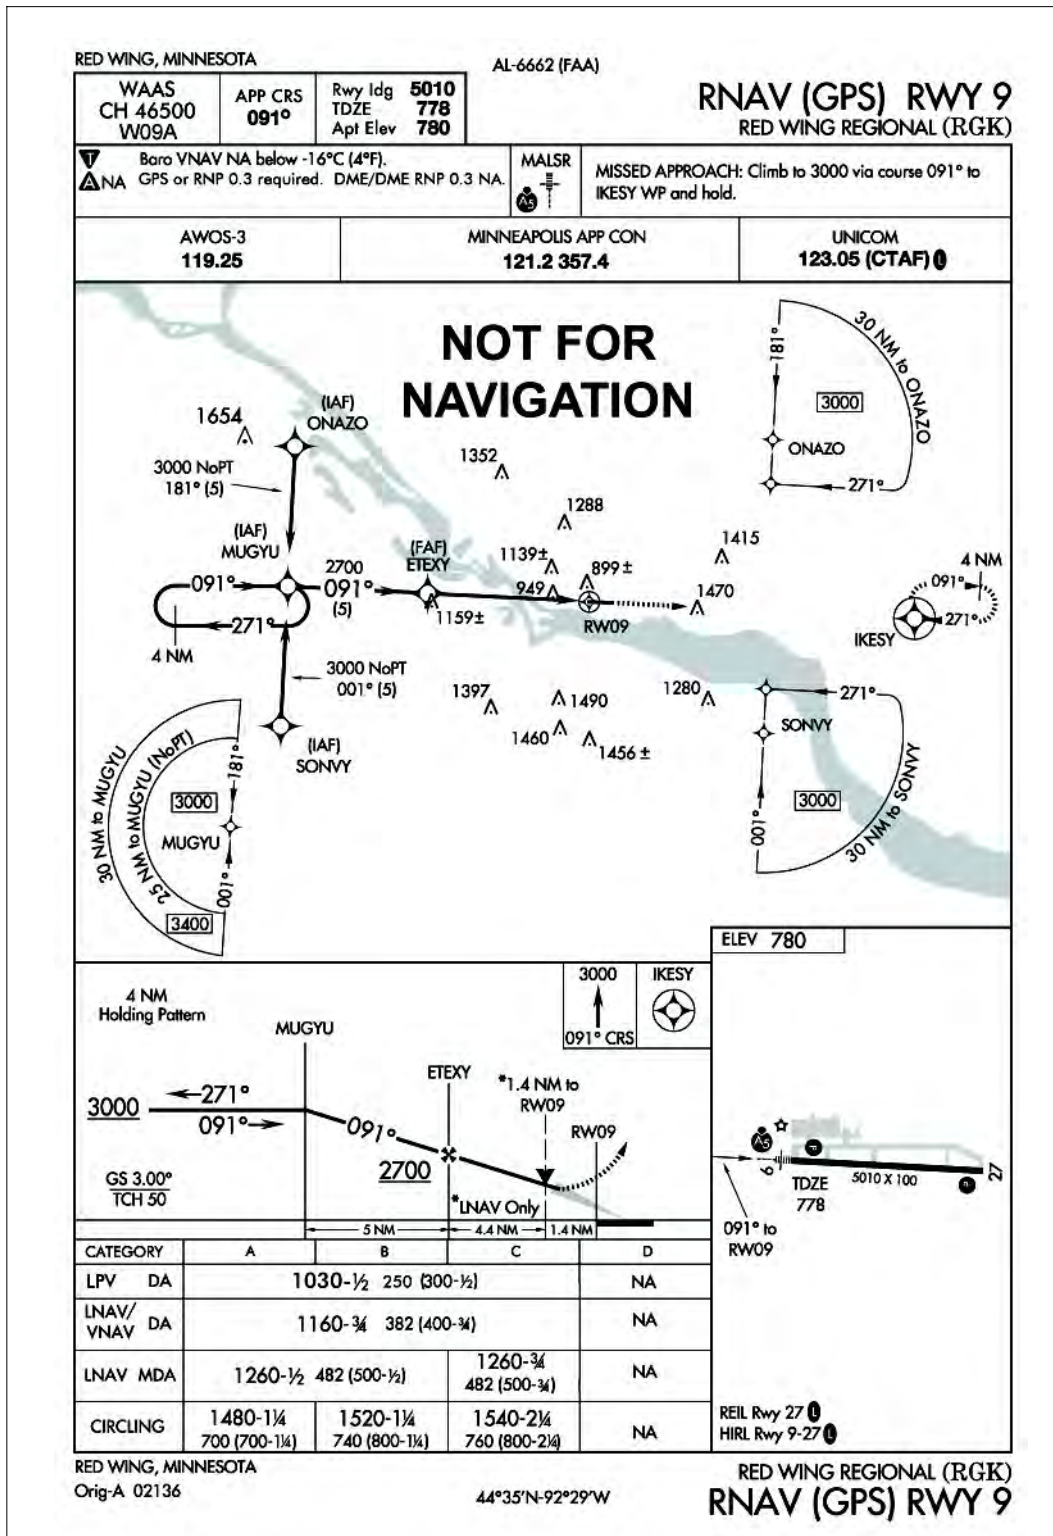 RED WING, MINNESOTA
AL-6662 (FAA)
WAAS
CH 46500
W09A
APP CRS
091°
Rwy ldg 5010
TDZE 778
Apt Elev 780
RNAV (GPS) RWY 9
RED WING REGIONAL (RGK)
T
A NA
Baro VNAV NA below -16°C (4°F).
GPS or RNP 0.3 required. DME/DME RNP 0.3 NA.
MALSR
A5
MISSED APPROACH: Climb to 3000 via course 091° to
IKESY WP and hold.
AWOS-3
119.25
MINNEAPOLIS APP CON
121.2 357.4
UNICOM
123.05 (CTAF) L
NOT FOR
NAVIGATION
30 NM to ONAZO
181°
3000
ONAZO
271°
1654
(IAF)
ONAZO
3000 NoPT
181° (5)
1352
1288
1415
(IAF)
MUGYU
(FAF)
ETEXY
1139±
899±
4 NM
091°
2700
091°
(5)
949
1470
091°
271°
1159±
RW09
IKESY
271°
4 NM
3000 NoPT
001° (5)
1397
1490
1280
271°
1460
1456±
SONVY
(IAF)
SONVY
30 NM to MUGYU
25 NM to MUGYU (NoPT)
181°
3000
MUGYU
001°
3400
3000
001°
30 NM to SONVY
ELEV 780
4 NM
Holding Pattern
MUGYU
3000
091° CRS
IKESY
ETEXY
*1.4 NM to
RW09
RW09
3000
271°
091°
091°
2700
GS 3.00°
TCH 50
*LNAV Only
5 NM
4.4 NM
1.4 NM
A5
P
9
TDZE
778
5010 X 100
P
27
091° to
RW09
CATEGORY A B C D
LPV DA 1030-½ 250 (300-½) NA
LNAV/
VNAV DA 1160-¾ 382 (400-¾) NA
LNAV MDA 1260-½ 482 (500-½) 1260-¾
482 (500-¾) NA
CIRCLING 1480-1¼ 1520-1¼ 1540-2¼ NA
700 (700-1¼) 740 (800-1¼) 760 (800-2¼)
REIL Rwy 27 L
HIRL Rwy 9-27 L
RED WING, MINNESOTA
Orig-A 02136
44°35'N-92°29'W
RED WING REGIONAL (RGK)
RNAV (GPS) RWY 9